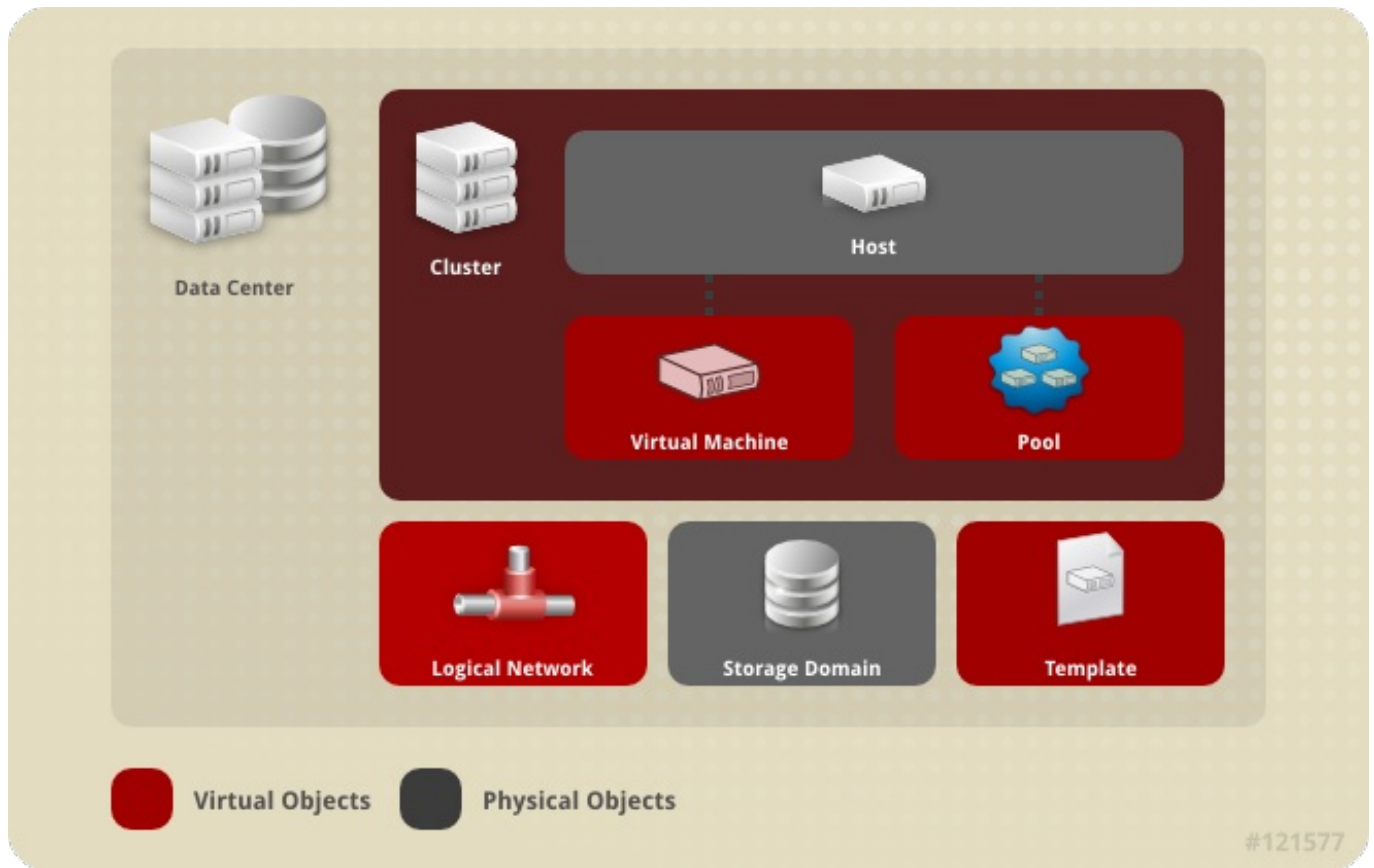 Data Center
Cluster
Host
Virtual Machine
Pool
Logical Network
Storage Domain
Template
Virtual Objects
Physical Objects
#121577